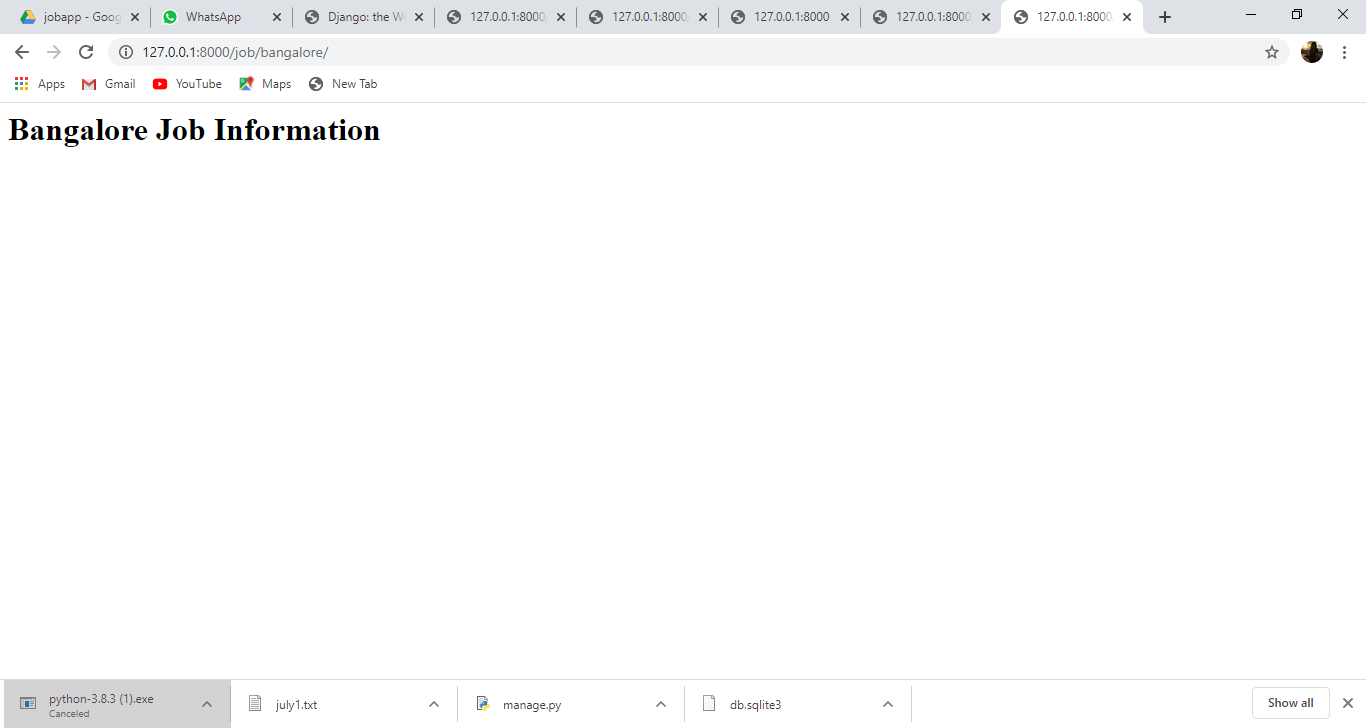 jobapp - Goog WhatsApp Django: the W 127.0.0.1:8000 127.0.0.1:8000 127.0.0.1:8000 127.0.0.1:8000 127.0.0.1:8000
127.0.0.1:8000/job/bangalore/
Apps Gmail YouTube Maps New Tab
Bangalore Job Information
python-3.8.3 (1).exe july1.txt manage.py db.sqlite3 Show all
Canceled